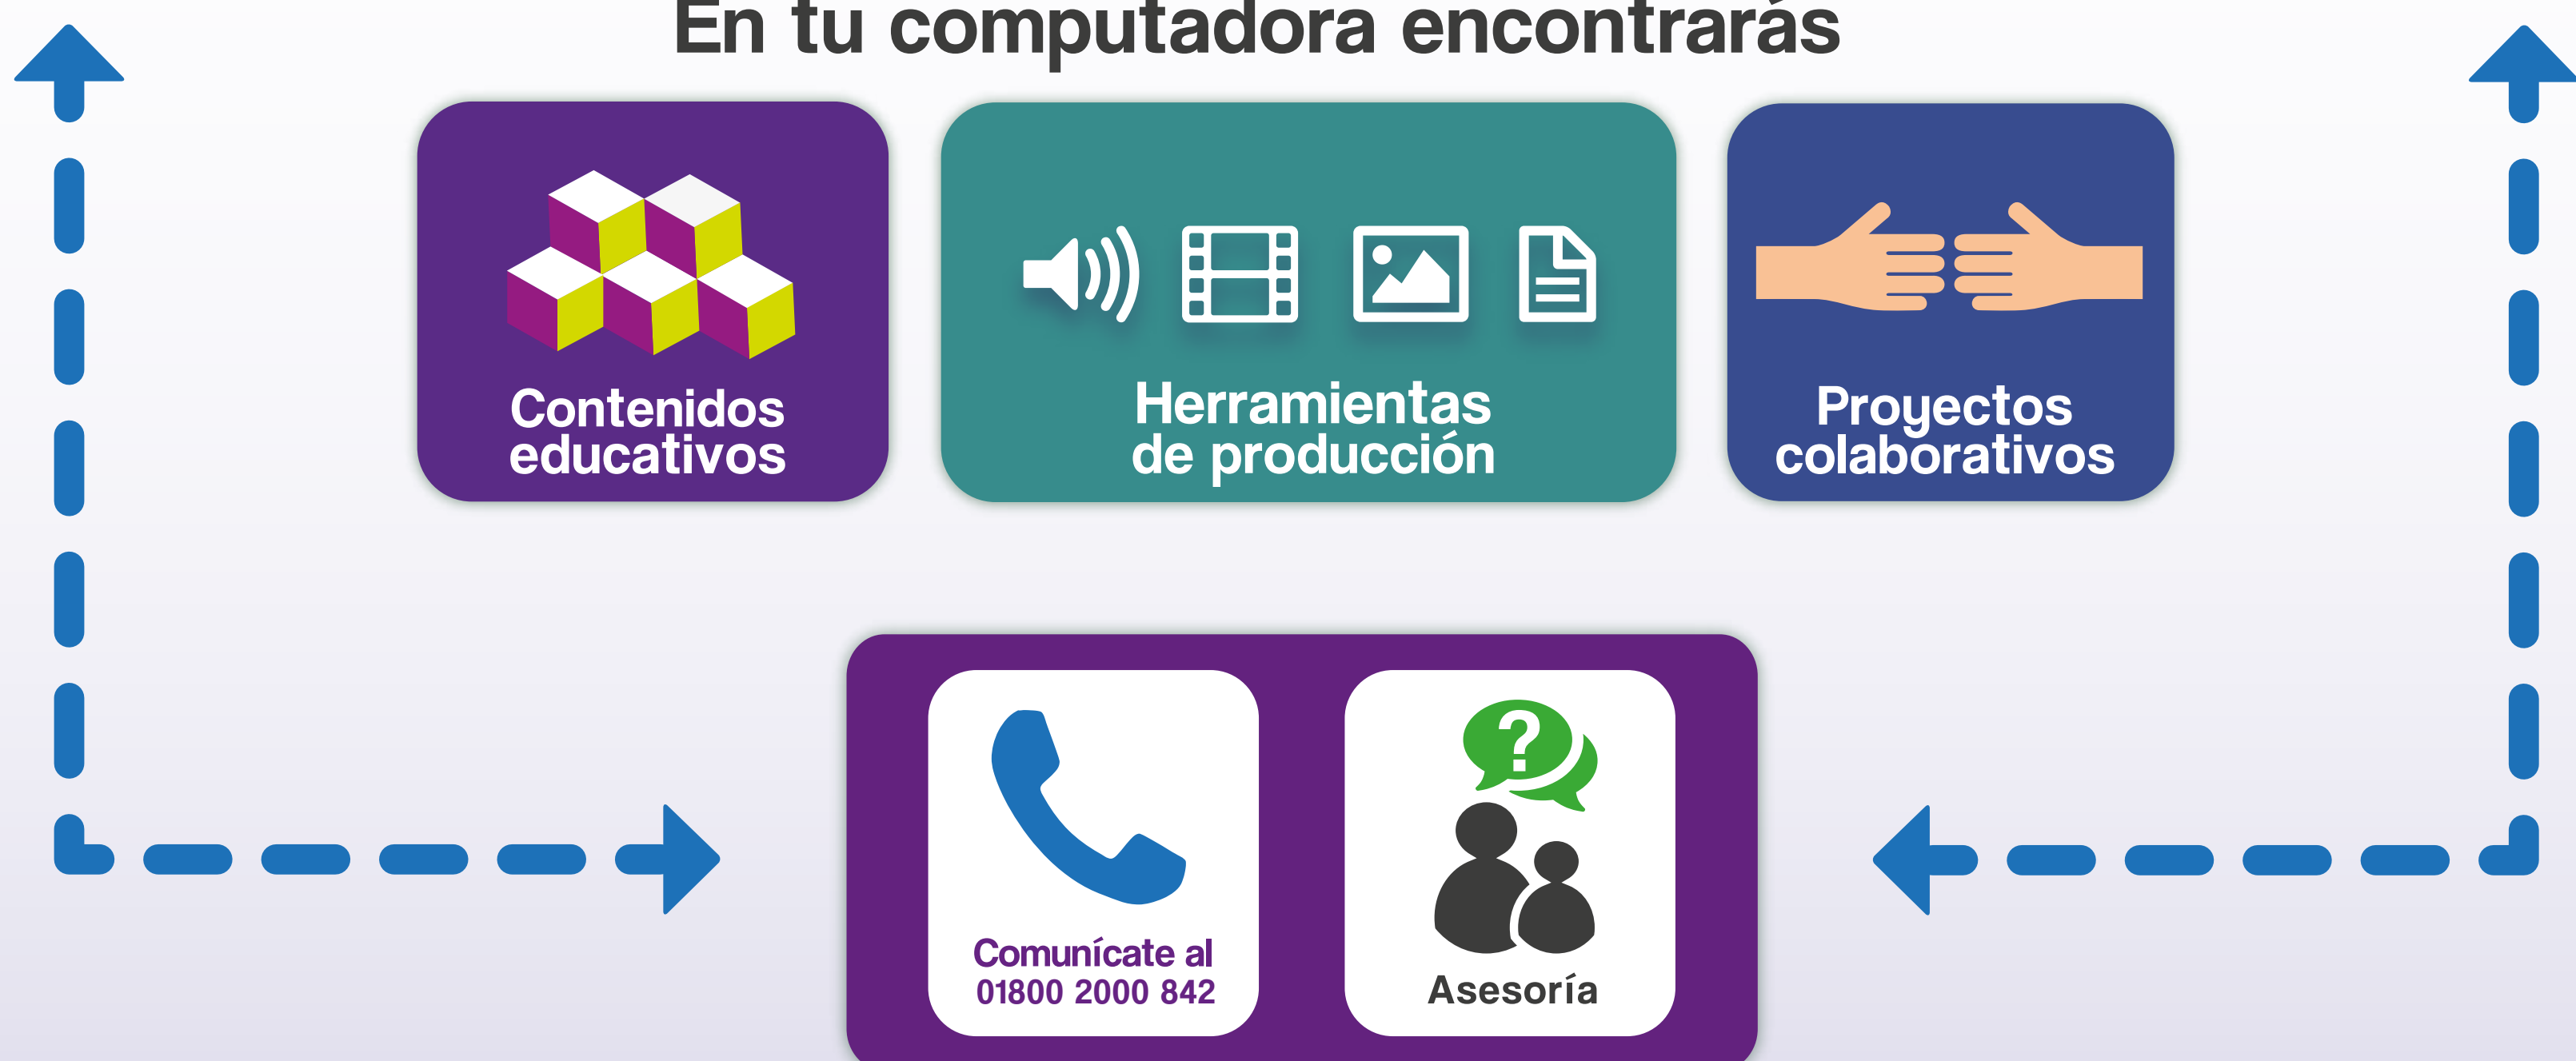 En tu computadora encontrarás
Contenidos
educativos
Herramientas
de producción
Proyectos
colaborativos
?
Comunícate al
01800 2000 842
Asesoría